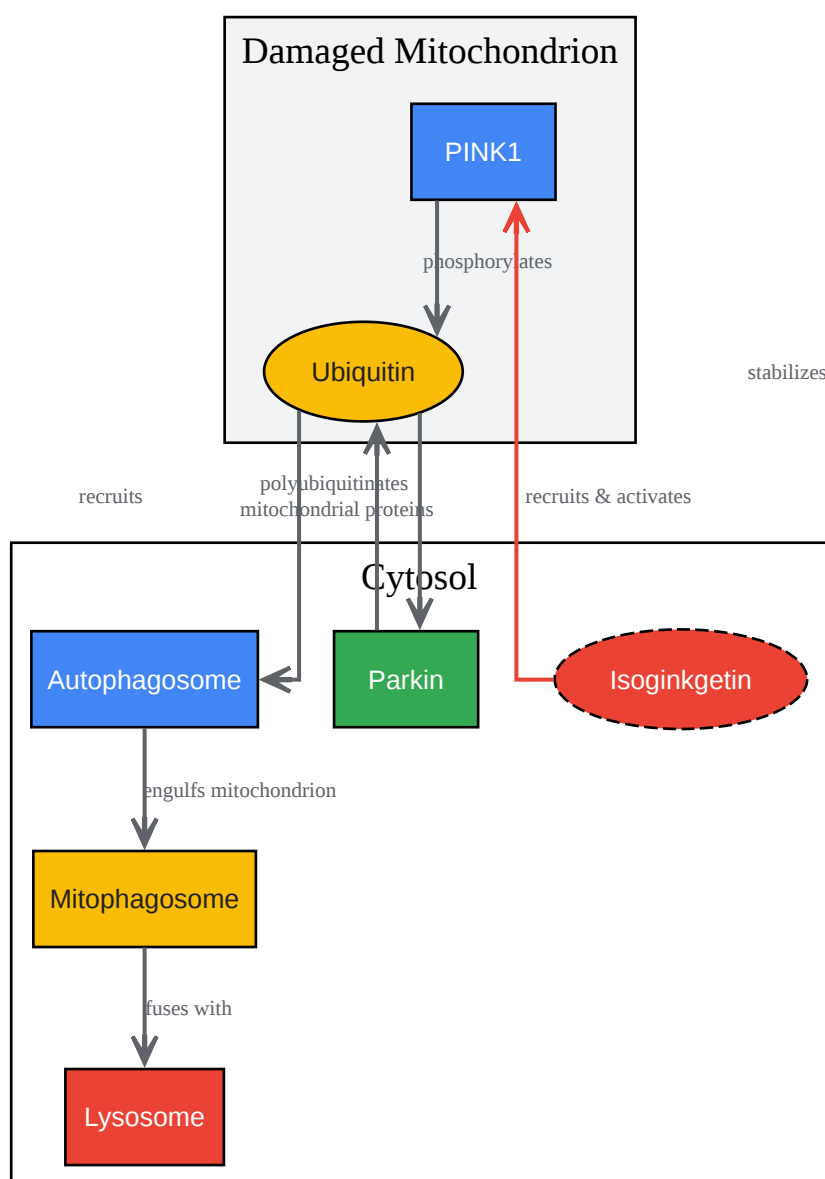 Damaged Mitochondrion
PINK1
phosphorylates
Ubiquitin
stabilizes
recruits
polyubiquitinates
mitochondrial proteins
recruits & activates
Cytosol
Autophagosome
Parkin
Isoginkgetin
engulfs mitochondrion
Mitophagosome
fuses with
Lysosome